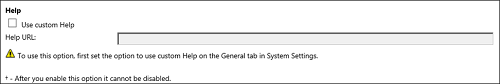 Help
Use custom Help
Help URL:
To use this option, first set the option to use custom Help on the General tab in System Settings.
* - After you enable this option it cannot be disabled.